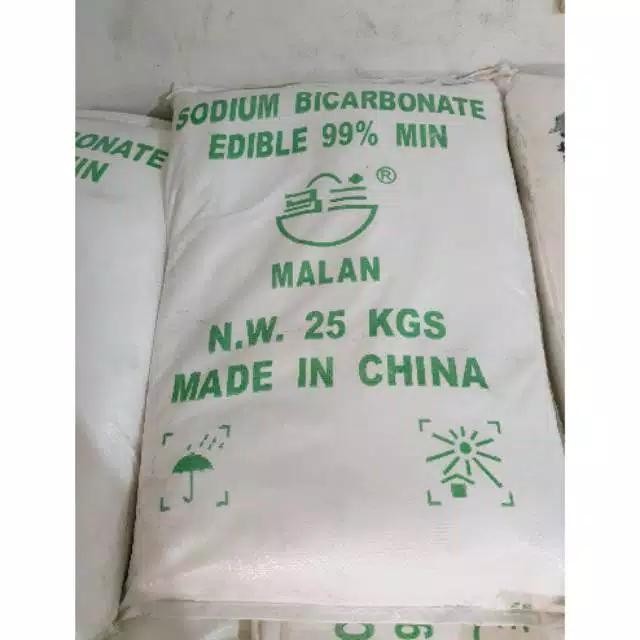 SODIUM BiCARBONATE
EDIBLE 99% MIN
®
MALAN
N.W. 25 KGS
MADE IN CHINA